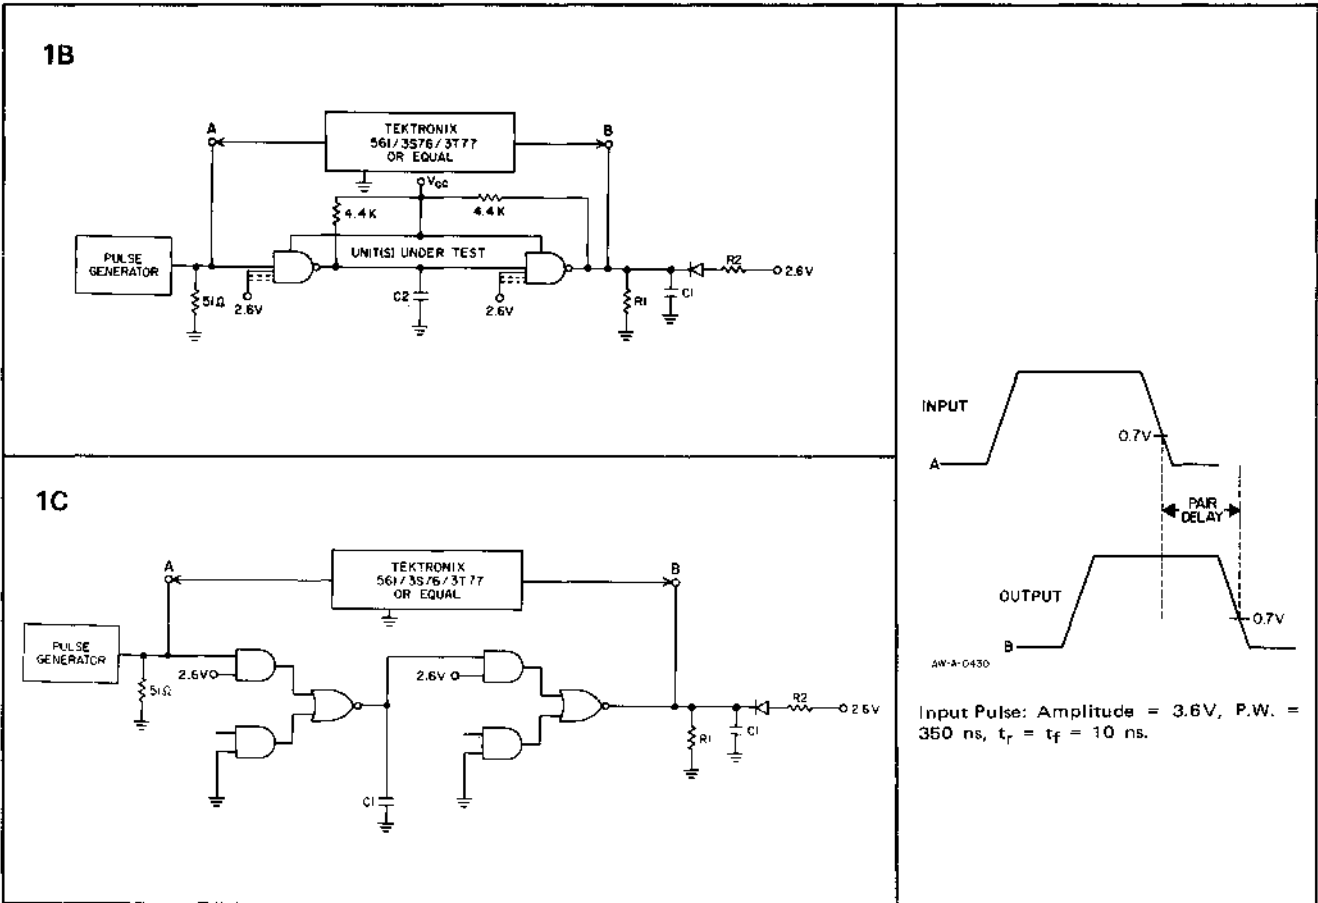 1B
A
TEKTRONIX
561/3S76/3T77
OR EQUAL
B
VCC
4.4K
4.4K
PULSE
GENERATOR
UNIT(S) UNDER TEST
51Ω
2.6V
C2
2.6V
R1
C1
R2
2.6V
1C
A
TEKTRONIX
561/3S76/3T77
OR EQUAL
B
PULSE
GENERATOR
51Ω
2.6V
2.6V
C1
R1
C1
R2
2.6V
INPUT
0.7V
A
PAIR
DELAY
OUTPUT
0.7V
B
AW-A-0430
Input Pulse: Amplitude = 3.6V, P.W. =
350 ns, tr = tf = 10 ns.